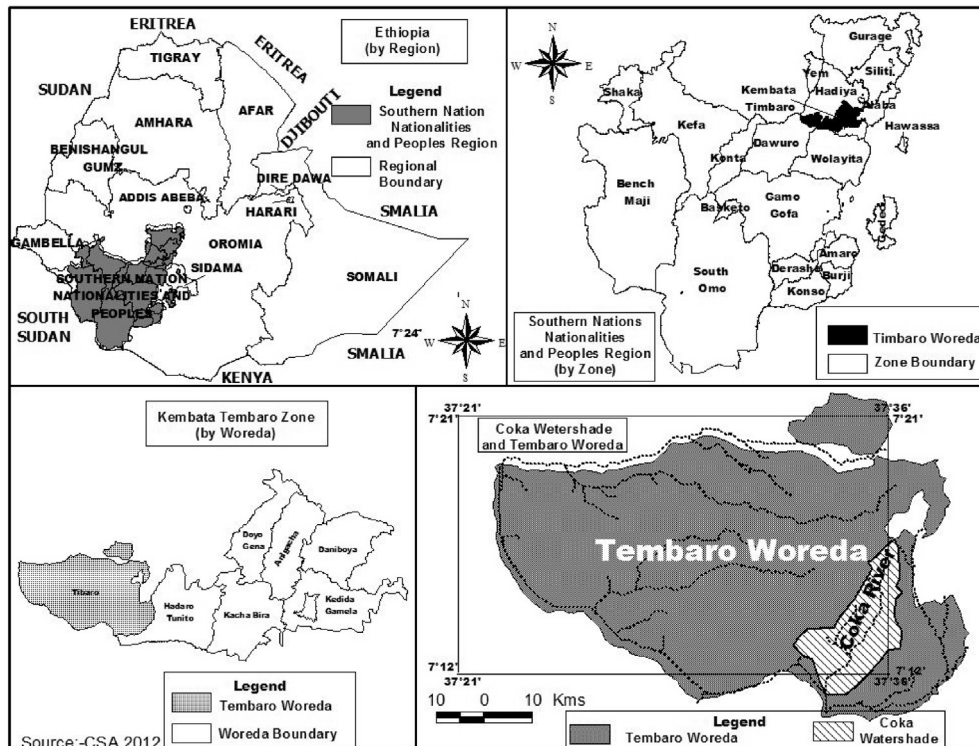 ERITREA
Ethiopia
(by Region)
TIGRAY
ERITREA
N
W E
S
SUDAN
AFAR
AMHARA
DJIBOUTI
Legend
Southern Nation
Nationalities
and Peoples Region
Regional
Boundary
BENISHANGUL
GUMZ
DIRE DAWA
ADDIS ABEBA
HARARI
SMALIA
GAMBELLA
OROMIA
SIDAMA
SOUTHERN NATION
NATIONALITIES AND
PEOPLES
SOMALI
SOUTH
SUDAN
7°24"
N
W E
S
SMALIA
KENYA
N
W E
S
Gurage
Siliti.
Yem
Hadiya
Shaka
Kembata
Timbaro
Alaba
Hawassa
Kefa
Dawuro
Konta
Wolayita
Bench
Maji
Basketo
Gamo
Gofa
Gedeo
Amaro
Derashe
Burji
Konso
South
Omo
Southern Nations
Nationalities
and Peoples Region
(by Zone)
Timbaro Woreda
Zone Boundary
Kembata Tembaro Zone
(by Woreda)
Doyo
Gena
Angacha
Daniboya
Tibaro
Hadaro
Tunito
Kacha Bira
Kedida
Gamela
Legend
Tembaro Woreda
Woreda Boundary
Source:-CSA 2012
37°21'
7°21'
37°36'
7°21'
Coka Wetershade
and Tembaro Woreda
Tembaro Woreda
Coka River
7°12'
37°21'
7°12'
37°36'
10 0 10 Kms
Legend
Tembaro Woreda
Coka
Watershade